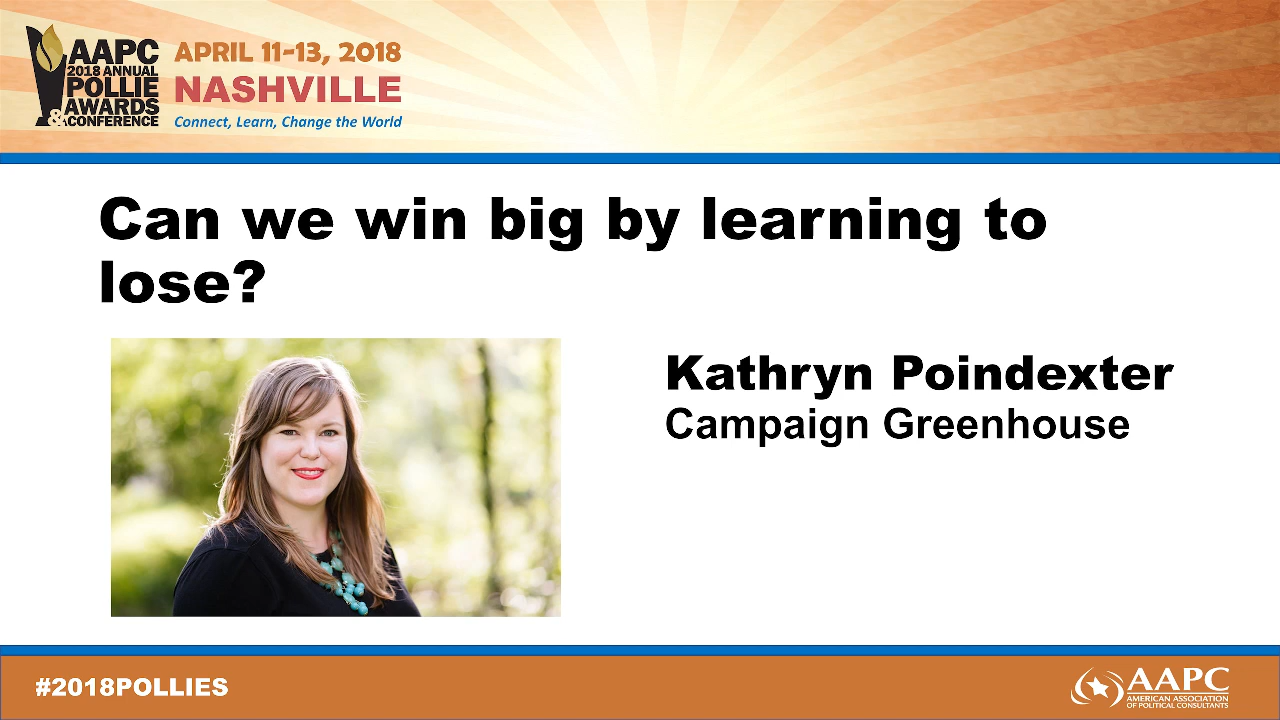 AAPC
2018 ANNUAL
POLLIE
AWARDS
& CONFERENCE
APRIL 11-13, 2018
NASHVILLE
Connect, Learn, Change the World
Can we win big by learning to
lose?
Kathryn Poindexter
Campaign Greenhouse
#2018POLLIES
AAPC
AMERICAN ASSOCIATION
OF POLITICAL CONSULTANTS